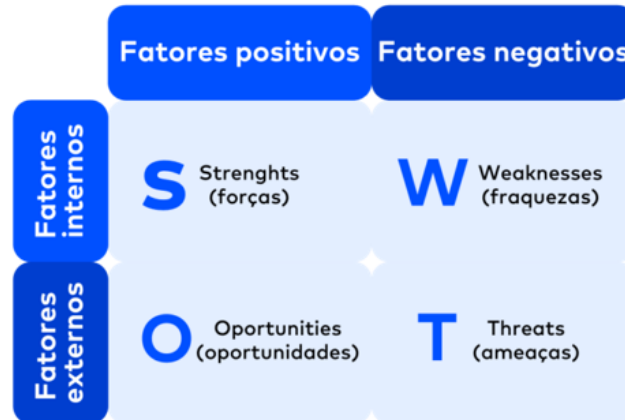 Fatores positivos
Fatores negativos
Fatores
internos
S
Strenghts
(forças)
W
Weaknesses
(fraquezas)
Fatores
externos
O
Oportunities
(oportunidades)
T
Threats
(ameaças)